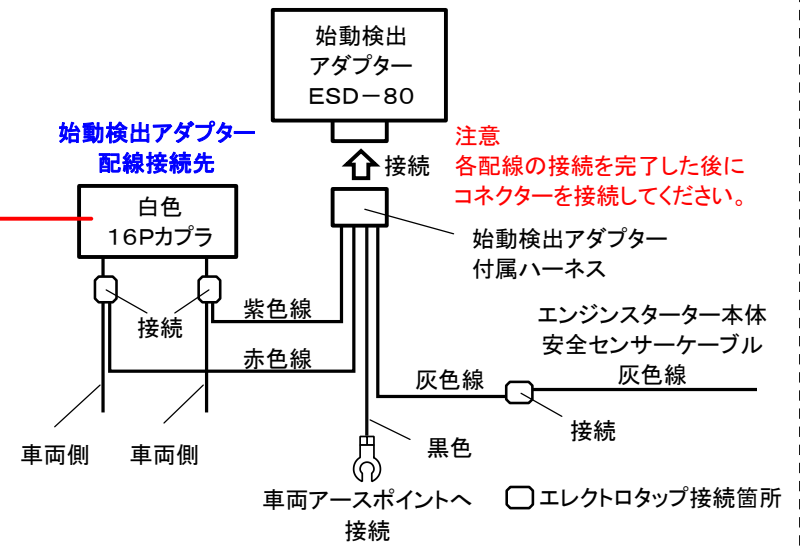 始動検出
アダプター
ESD－80
始動検出アダプター
配線接続先
注意
各配線の接続を完了した後に
コネクターを接続してください。
接続
白色
16Pカプラ
始動検出アダプター
付属ハーネス
接続
紫色線
赤色線
エンジンスターター本体
安全センサーケーブル
灰色線
灰色線
接続
車両側
車両側
黒色
車両アースポイントへ
接続
エレクトロタップ接続箇所